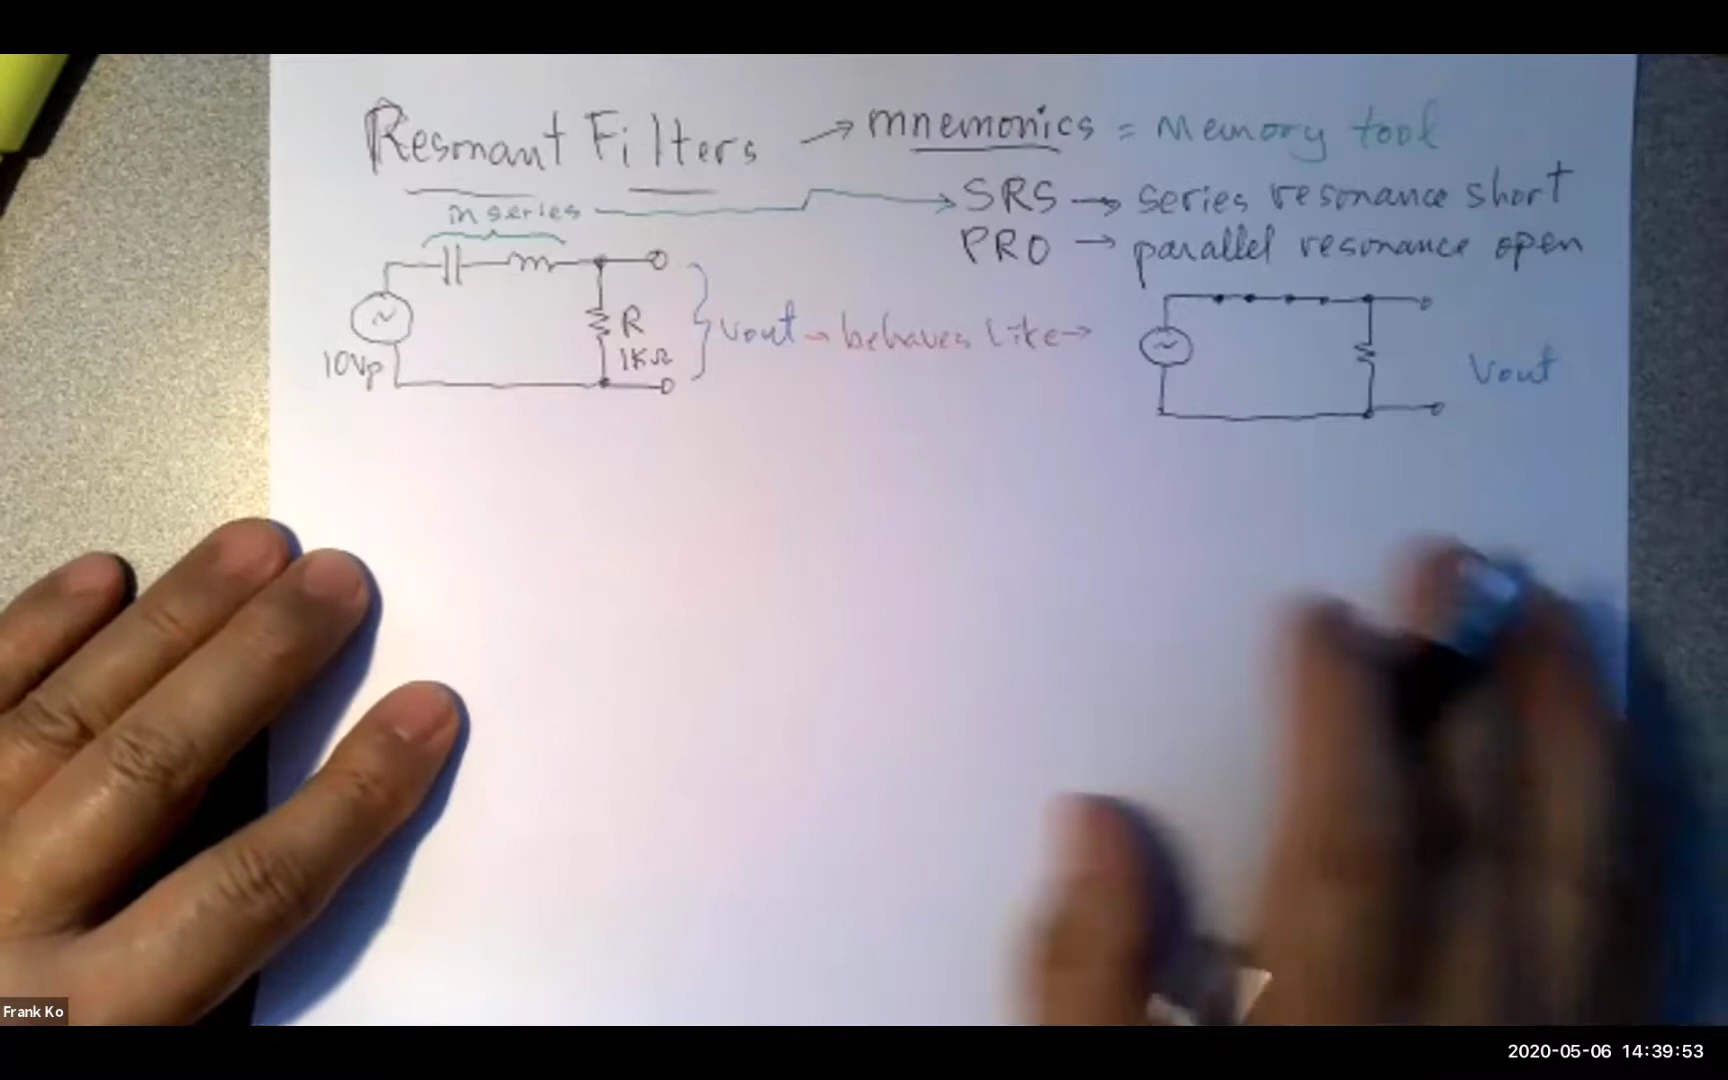 Resonant Filters → mnemonics = Memory tool
in series → SRS → series resonance short
PRO → parallel resonance open
10Vp
R
1KΩ
Vout → behaves like →
Vout
Frank Ko
2020-05-06 14:39:53